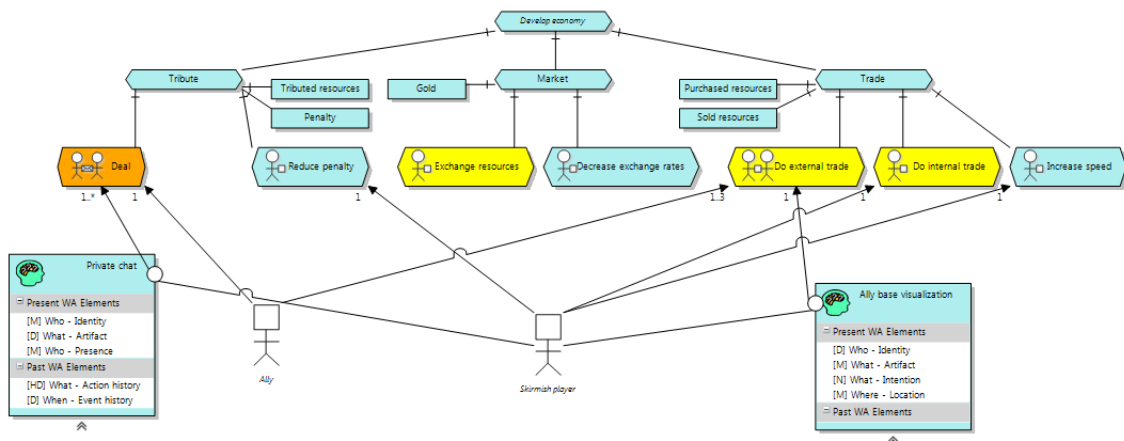 Develop economy
Tribute
Market
Trade
Tributed resources
Gold
Purchased resources
Penalty
Sold resources
Deal
Reduce penalty
Exchange resources
Decrease exchange rates
Do external trade
Do internal trade
Increase speed
1..*
1
1
1..3
1
1
1
Private chat
Present WA Elements
[M] Who - Identity
[D] What - Artifact
[M] Who - Presence
Past WA Elements
[HD] What - Action history
[D] When - Event history
Ally
Skirmish player
Ally base visualization
Present WA Elements
[D] Who - Identity
[M] What - Artifact
[N] What - Intention
[M] Where - Location
Past WA Elements